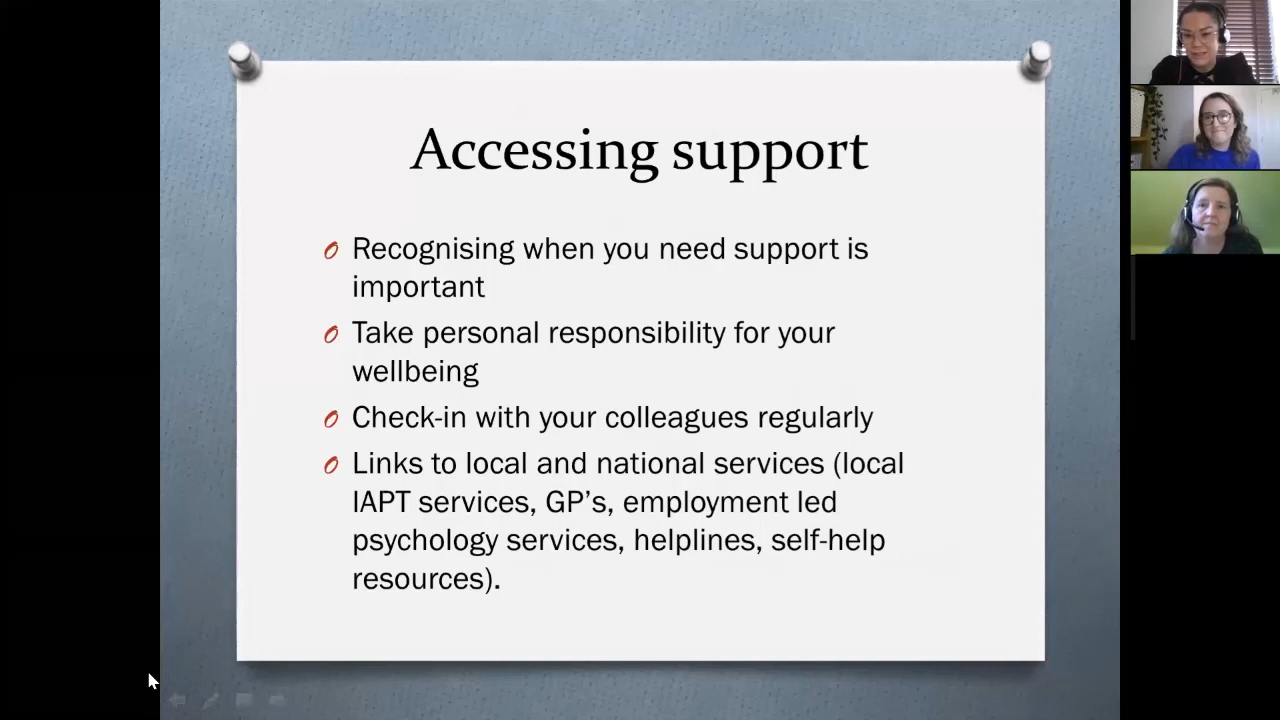 Accessing support
Recognising when you need support is
important
Take personal responsibility for your
wellbeing
Check-in with your colleagues regularly
Links to local and national services (local
IAPT services, GP’s, employment led
psychology services, helplines, self-help
resources).